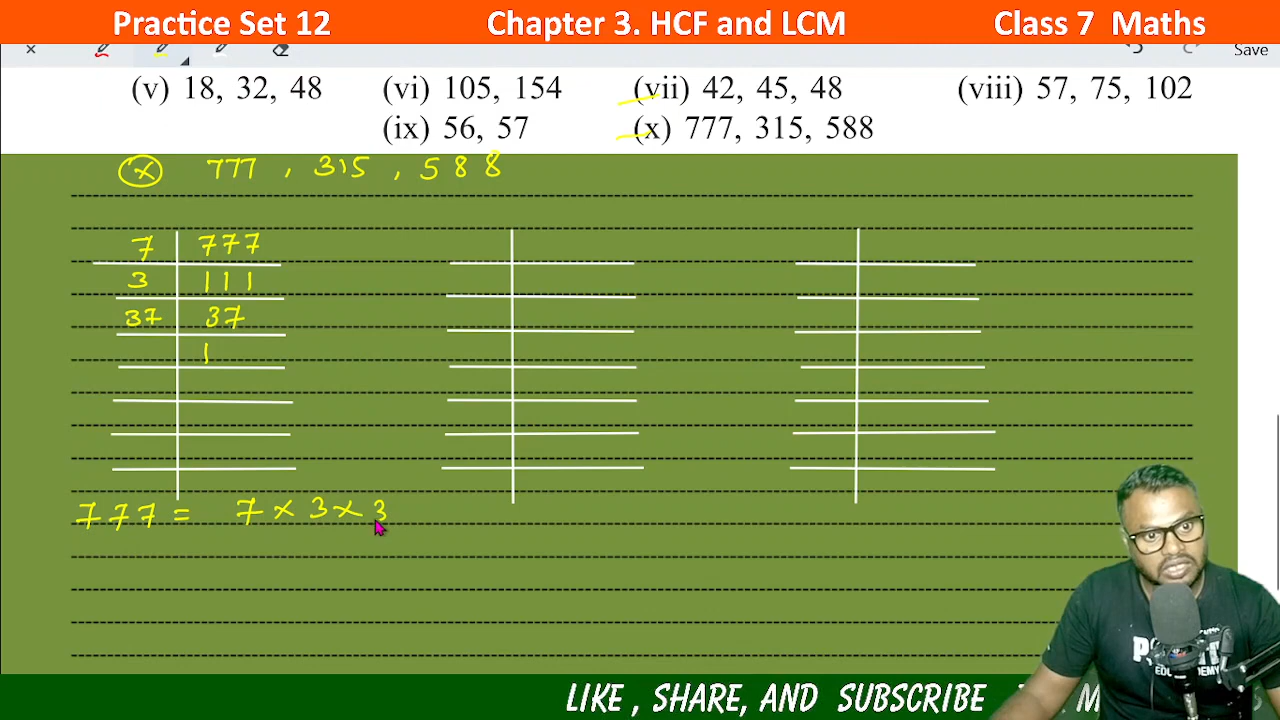 Practice Set 12 Chapter 3. HCF and LCM Class 7 Maths
Save
(v) 18, 32, 48 (vi) 105, 154 (vii) 42, 45, 48 (viii) 57, 75, 102
(ix) 56, 57 (x) 777, 315, 588
(x) 777 , 315 , 588
7 777
3 111
37 37
1
777 = 7 × 3 × 3
LIKE , SHARE, AND SUBSCRIBE